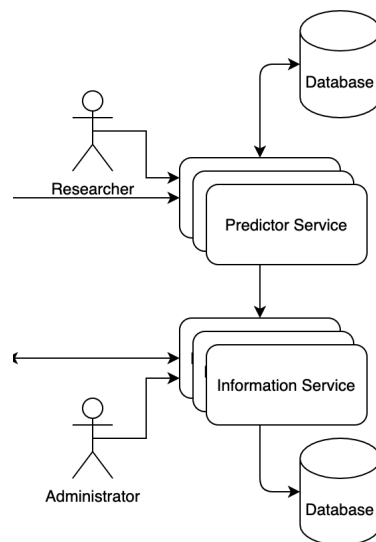 Database
Researcher
Predictor Service
Information Service
Administrator
Database